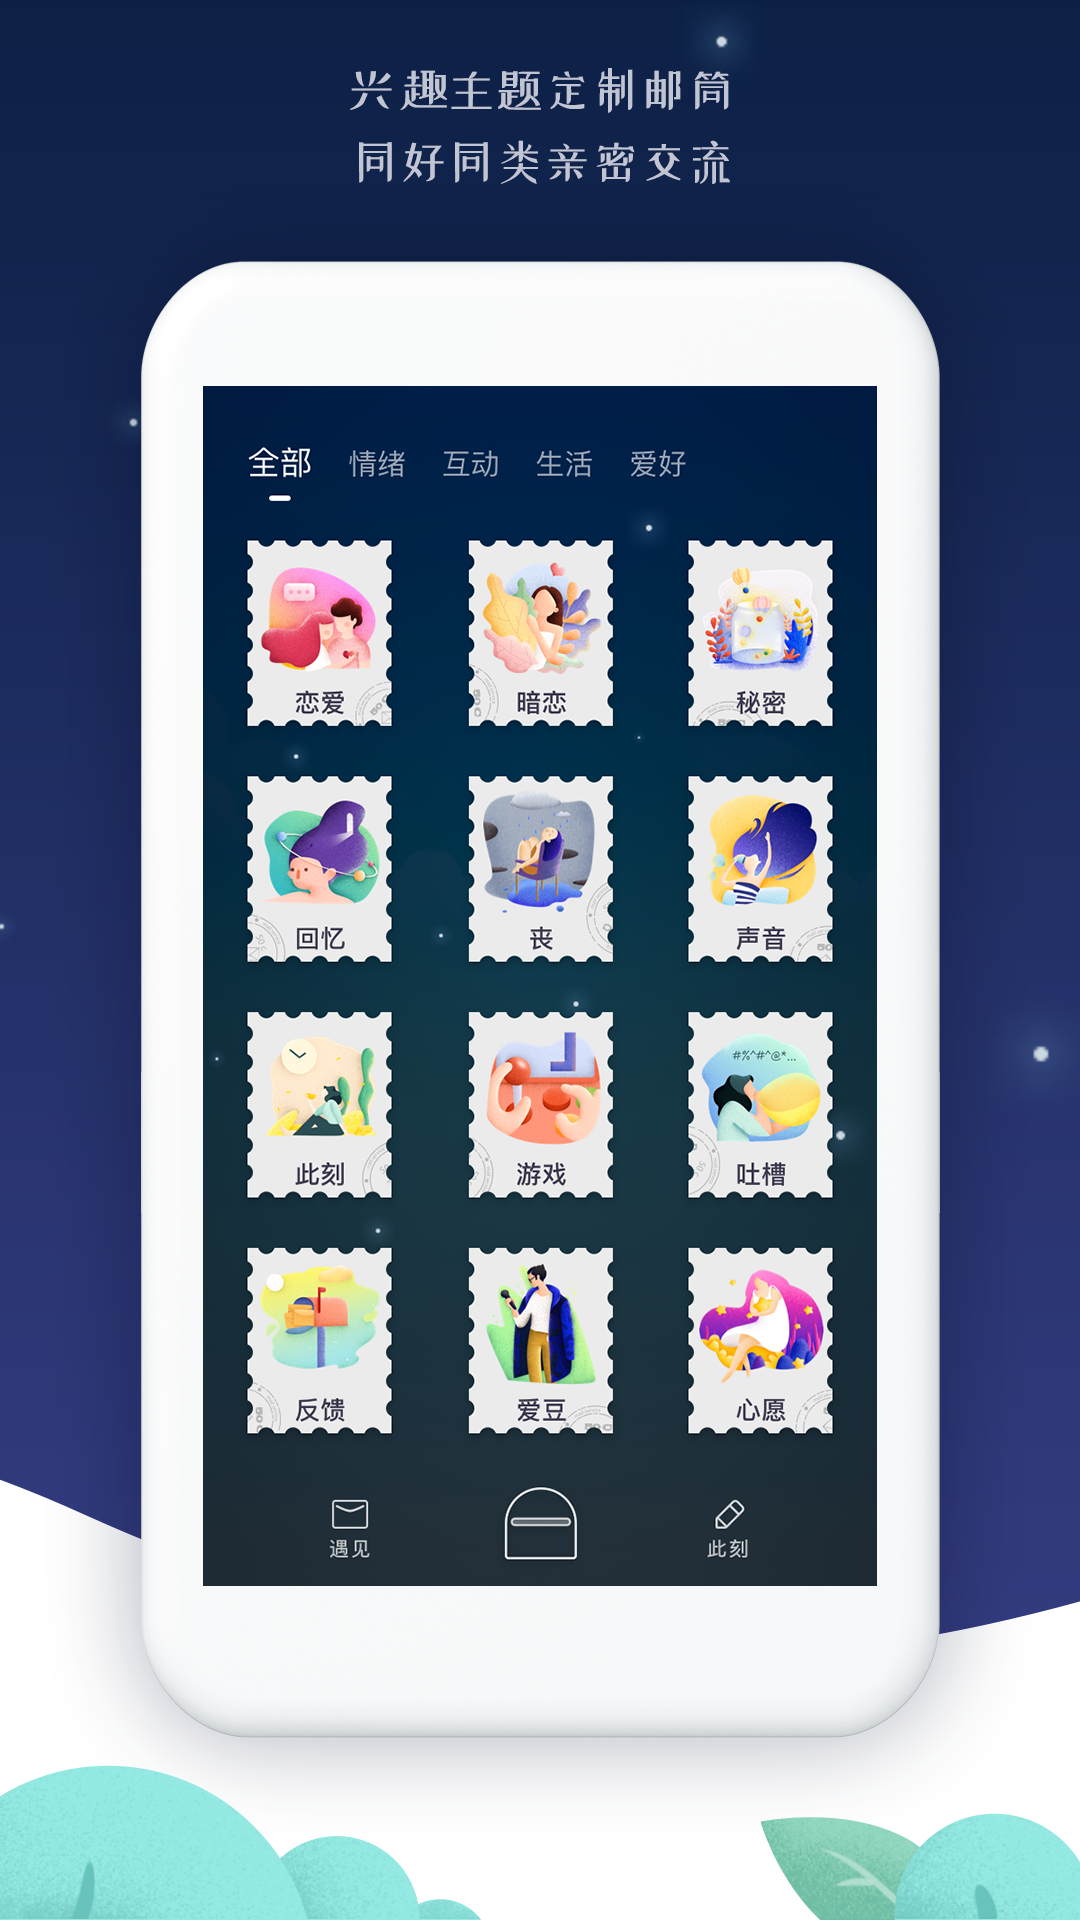 兴趣主题定制邮筒
同好同类亲密交流
全部 情绪 互动 生活 爱好
恋爱 暗恋 秘密
回忆 丧 声音
#%^#^@*...
此刻 游戏 吐槽
反馈 爱豆 心愿
遇见 此刻